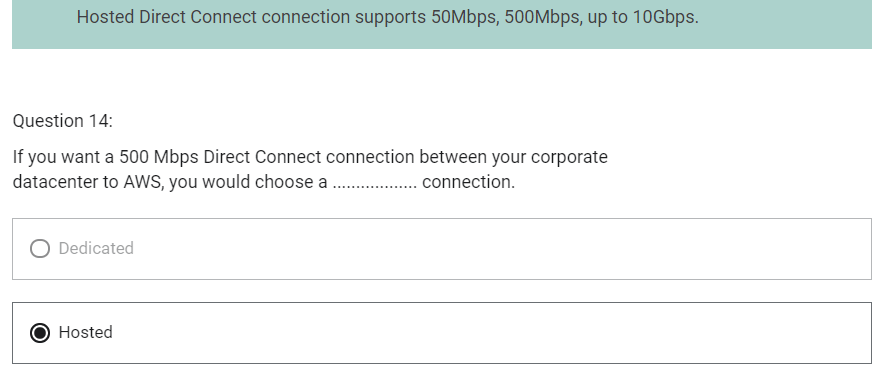 Hosted Direct Connect connection supports 50Mbps, 500Mbps, up to 10Gbps.
Question 14:
If you want a 500 Mbps Direct Connect connection between your corporate
datacenter to AWS, you would choose a .................. connection.
Dedicated
Hosted